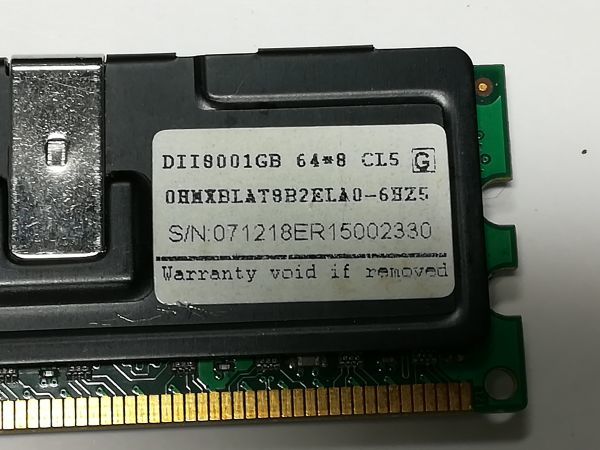 DII8001GB 64*8 CL5 G
0HMXBLAT8B2ELA0-6HZ5
S/N:071218ER15002330
Warranty void if removed